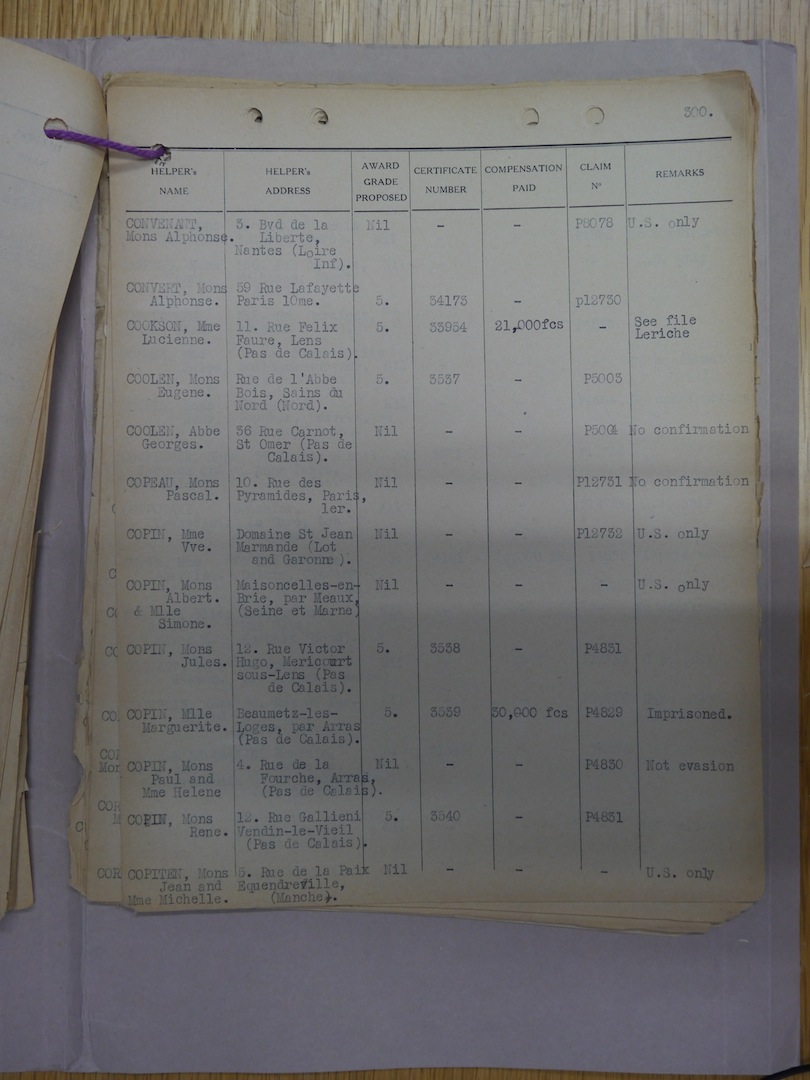 300.
HELPER's NAME HELPER's ADDRESS AWARD GRADE PROPOSED CERTIFICATE NUMBER COMPENSATION PAID CLAIM Nº REMARKS
CONVENANT, 3. Bvd de la Nil - - P8078 U.S. only
Mons Alphonse. Liberte,
Nantes (Loire
Inf).
CONVERT, Mons 59 Rue Lafayette
Alphonse. Paris 10me. 5. 34173 - p12730
COOKSON, Mme 11. Rue Felix 5. 33954 21,000fcs - See file
Lucienne. Faure, Lens Leriche
(Pas de Calais).
COOLEN, Mons Rue de l'Abbe 5. 3537 - P5003
Eugene. Bois, Sains du
Nord (Nord).
COOLEN, Abbe 36 Rue Carnot, Nil - - P5004 No confirmation
Georges. St Omer (Pas de
Calais).
COPEAU, Mons 10. Rue des Nil - - P12731 No confirmation
Pascal. Pyramides, Paris,
1er.
COPIN, Mme Domaine St Jean Nil - - P12732 U.S. only
Vve. Marmande (Lot
and Garonne ).
COPIN, Mons Maisoncelles-en- Nil - - - U.S. only
Albert. Brie, par Meaux,
& Mlle (Seine et Marne)
Simone.
COPIN, Mons 12. Rue Victor 5. 3538 - P4831
Jules. Hugo, Mericourt
sous-Lens (Pas
de Calais).
COPIN, Mlle Beaumetz-les- 5. 3539 30,000 fcs P4829 Imprisoned.
Marguerite. Loges, par Arras
(Pas de Calais).
COPIN, Mons 4. Rue de la Nil - - P4830 Not evasion
Paul and Fourche, Arras,
Mme Helene (Pas de Calais).
COPIN, Mons 12. Rue Gallieni 5. 3540 - P4831
Rene. Vendin-le-Vieil
(Pas de Calais).
COPITEN, Mons 5. Rue de la Paix Nil - - - U.S. only
Jean and Equendreville,
Mme Michelle. (Manche).